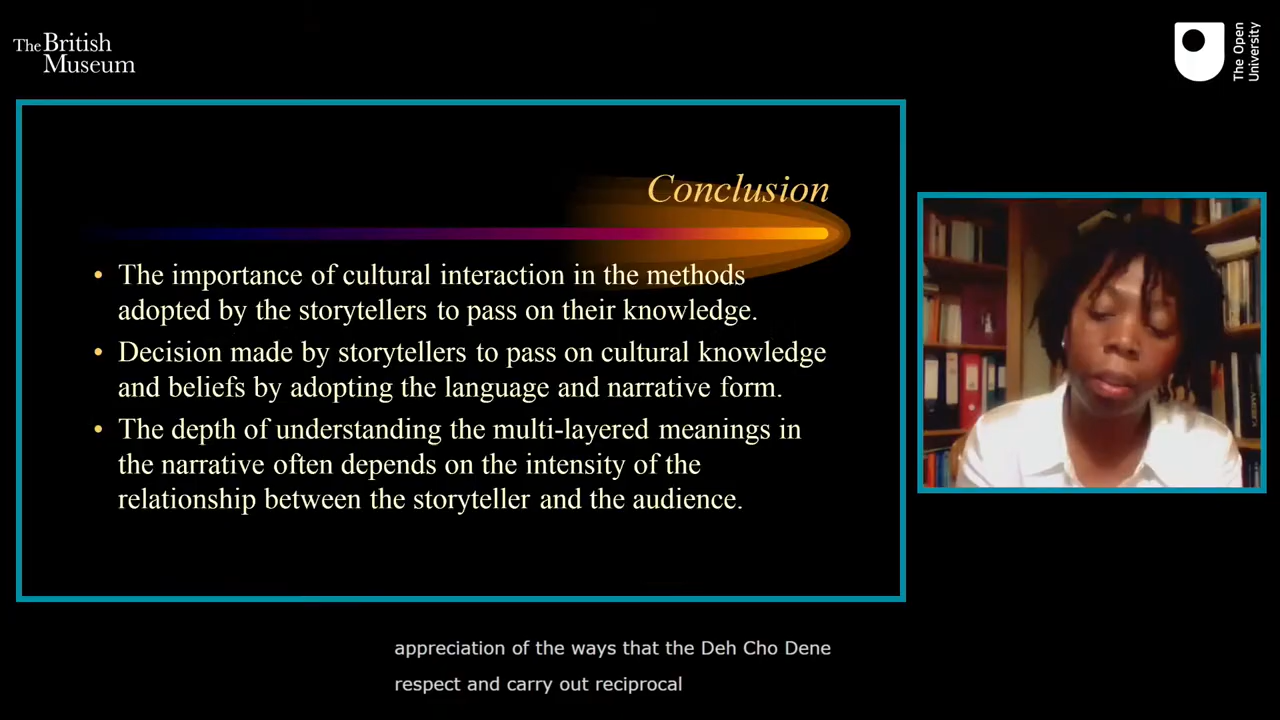 The British
Museum
The Open
University
Conclusion
• The importance of cultural interaction in the methods
adopted by the storytellers to pass on their knowledge.
• Decision made by storytellers to pass on cultural knowledge
and beliefs by adopting the language and narrative form.
• The depth of understanding the multi-layered meanings in
the narrative often depends on the intensity of the
relationship between the storyteller and the audience.
appreciation of the ways that the Deh Cho Dene
respect and carry out reciprocal